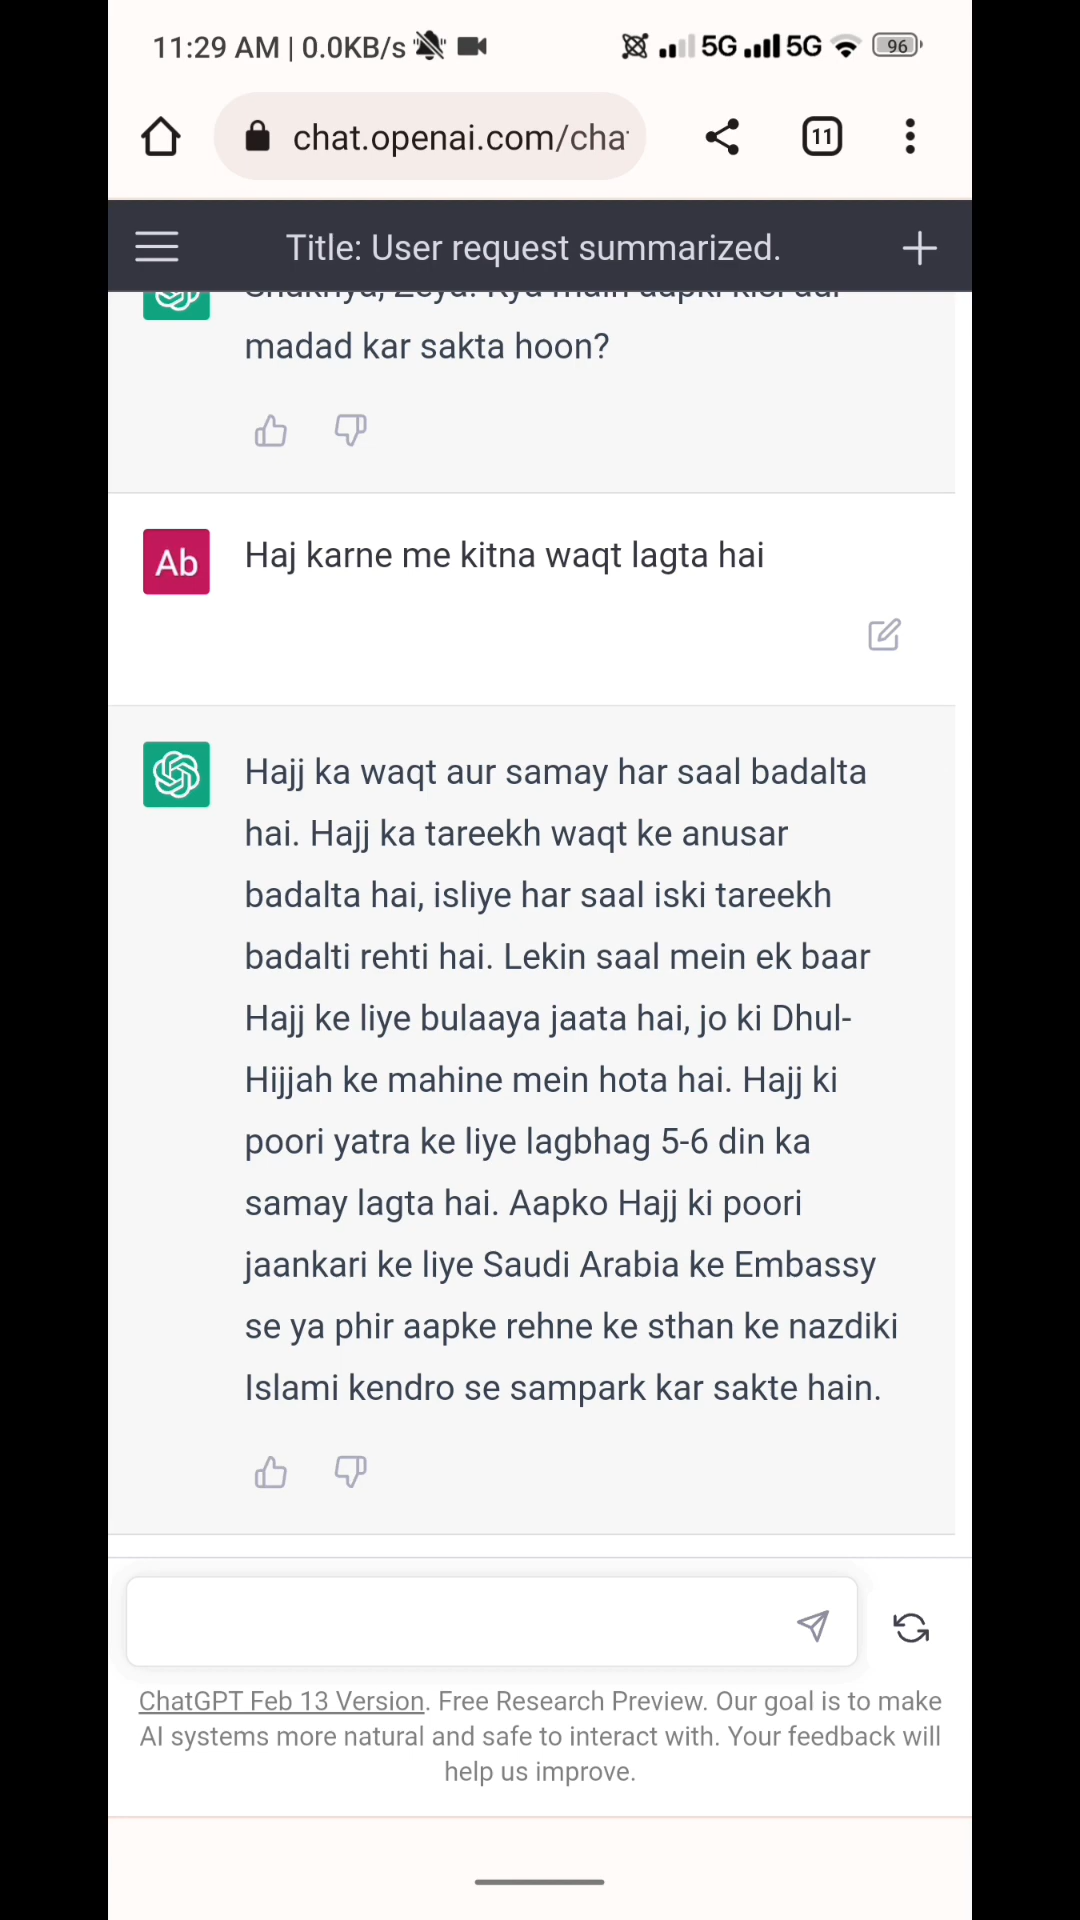 11:29 AM | 0.0KB/s 5G 5G 96
chat.openai.com/cha
11
Title: User request summarized.
madad kar sakta hoon?
Ab
Haj karne me kitna waqt lagta hai
Hajj ka waqt aur samay har saal badalta
hai. Hajj ka tareekh waqt ke anusar
badalta hai, isliye har saal iski tareekh
badalti rehti hai. Lekin saal mein ek baar
Hajj ke liye bulaaya jaata hai, jo ki Dhul-
Hijjah ke mahine mein hota hai. Hajj ki
poori yatra ke liye lagbhag 5-6 din ka
samay lagta hai. Aapko Hajj ki poori
jaankari ke liye Saudi Arabia ke Embassy
se ya phir aapke rehne ke sthan ke nazdiki
Islami kendro se sampark kar sakte hain.
ChatGPT Feb 13 Version. Free Research Preview. Our goal is to make
AI systems more natural and safe to interact with. Your feedback will
help us improve.